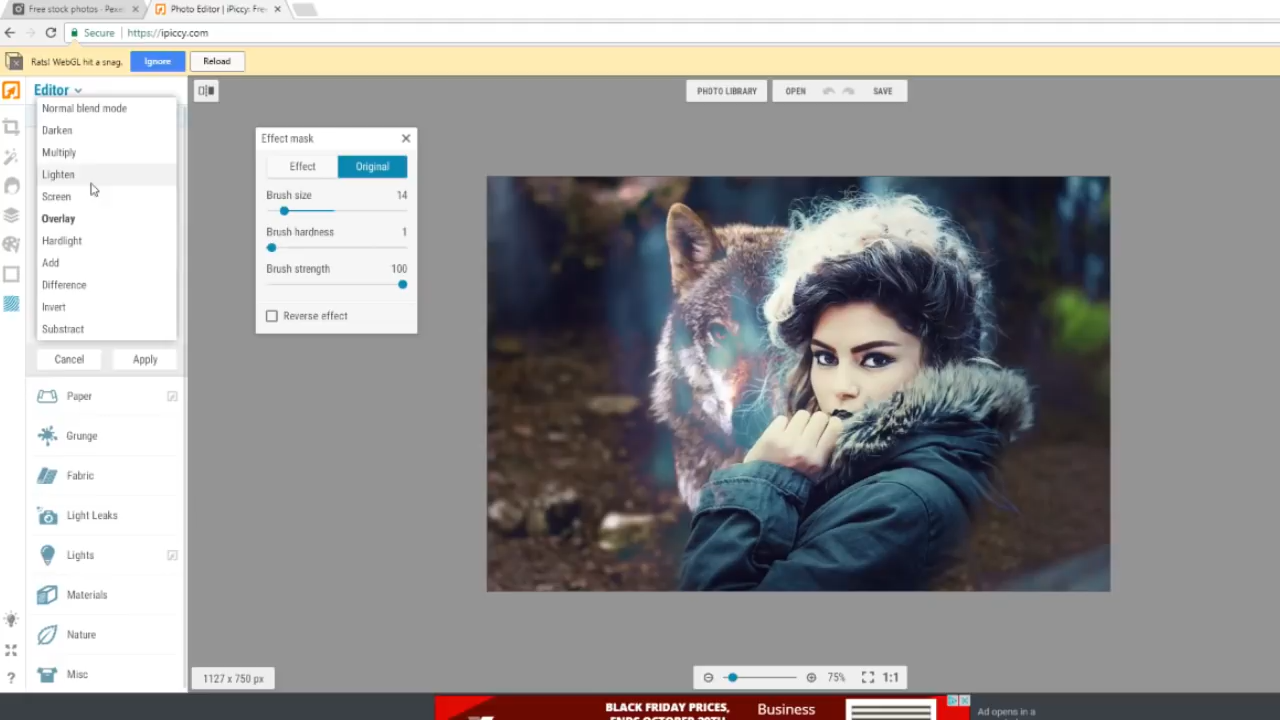 Free stock photos - Pexe
Photo Editor | iPiccy: Fre
Secure
https://ipiccy.com
Rats! WebGL hit a snag.
Ignore
Reload
Editor
Normal blend mode
Darken
Multiply
Lighten
Screen
Overlay
Hardlight
Add
Difference
Invert
Substract
Cancel
Apply
Paper
Grunge
Fabric
Light Leaks
Lights
Materials
Nature
Misc
?
PHOTO LIBRARY
OPEN
SAVE
Effect mask
Effect
Original
Brush size 14
Brush hardness 1
Brush strength 100
Reverse effect
1127 x 750 px
75%
1:1
BLACK FRIDAY PRICES,
Business
Ad opens in a